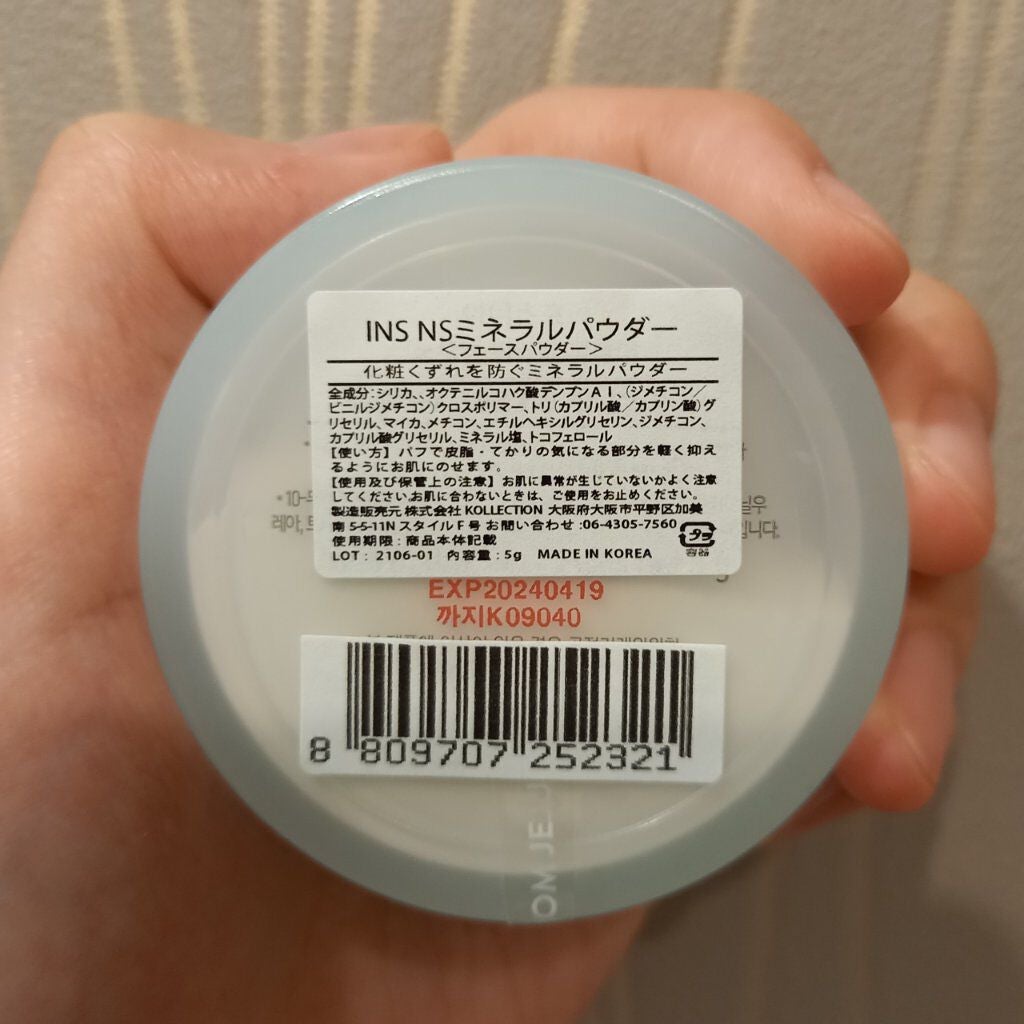 INS NSミネラルパウダー
＜フェースパウダー＞
化粧くずれを防ぐミネラルパウダー
全成分：シリカ、、オクテニルコハク酸デンプンＡｌ、（ジメチコン／
ビニルジメチコン）クロスポリマー、トリ（カプリル酸／カプリン酸）グ
リセリル、マイカ、メチコン、エチルヘキシルグリセリン、ジメチコン、
カプリル酸グリセリル、ミネラル塩、トコフェロール
【使い方】パフで皮脂・てかりの気になる部分を軽く抑え
るようにお肌にのせます。
【使用及び保管上の注意】お肌に異常が生じていないかよく注意
してください。お肌に合わないときは、ご使用をお止めください。
製造販売元 株式会社 KOLLECTION 大阪府大阪市平野区加美
南 5-5-11N スタイルＦ号 お問い合わせ：06-4305-7560
使用期限：商品本体記載
プラ
容器
LOT：2106-01 内容量：5g MADE IN KOREA
EXP20240419
까지K09040
8 809707 252321
OM JEJU